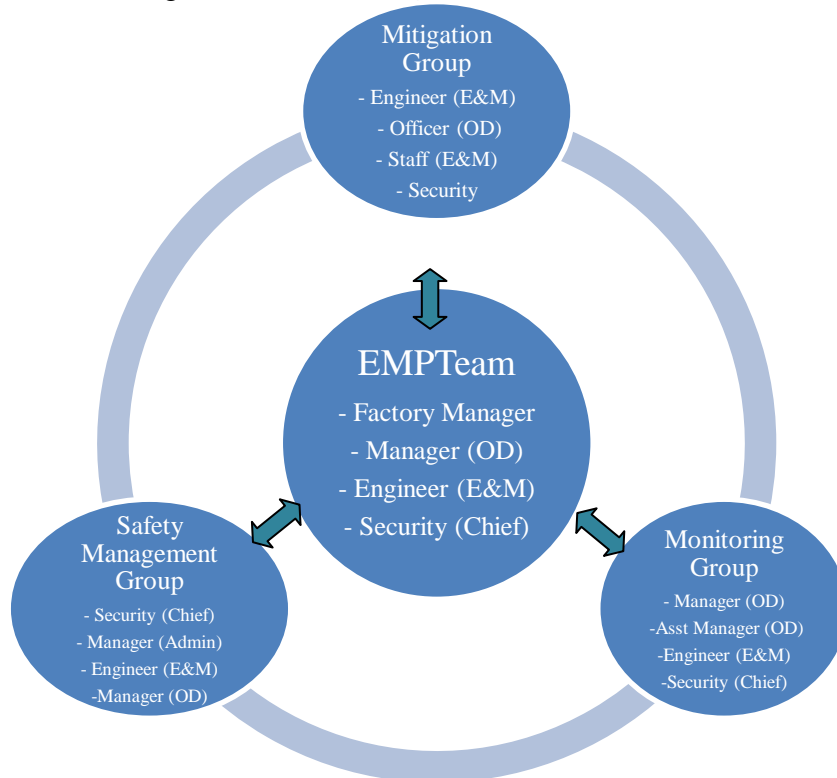 Mitigation
Group
- Engineer (E&M)
- Officer (OD)
- Staff (E&M)
- Security
EMPTeam
- Factory Manager
- Manager (OD)
- Engineer (E&M)
- Security (Chief)
Safety
Management
Group
- Security (Chief)
- Manager (Admin)
- Engineer (E&M)
-Manager (OD)
Monitoring
Group
- Manager (OD)
-Asst Manager (OD)
-Engineer (E&M)
-Security (Chief)